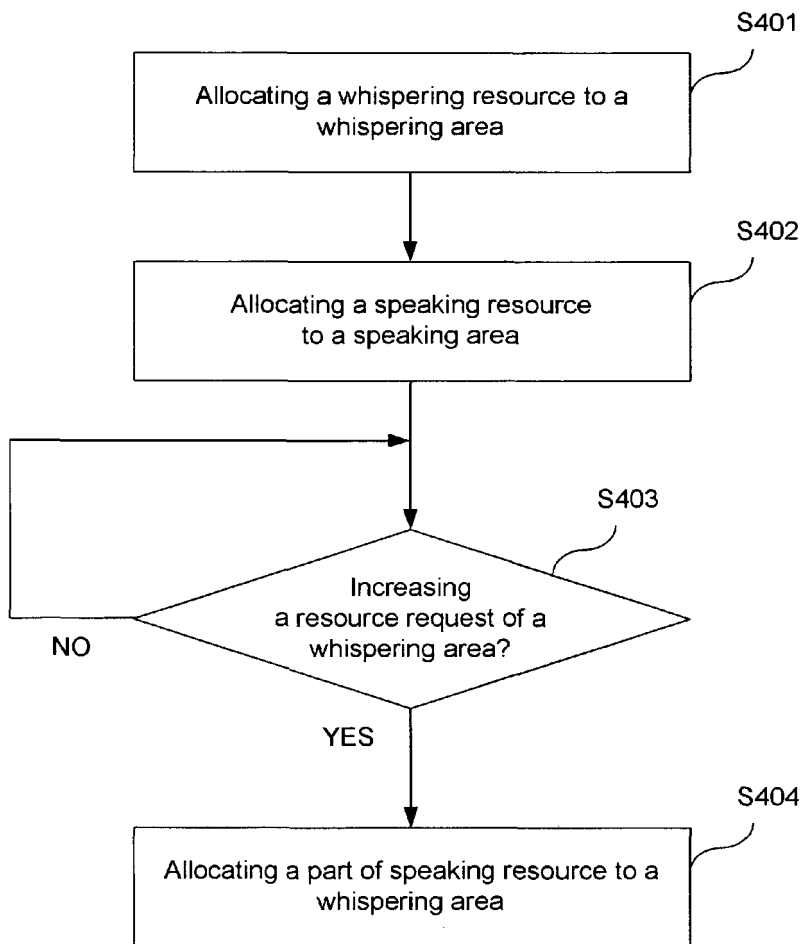 S401
Allocating a whispering resource to a
whispering area
S402
Allocating a speaking resource
to a speaking area
S403
Increasing
a resource request of a
whispering area?
NO
YES
S404
Allocating a part of speaking resource to a
whispering area